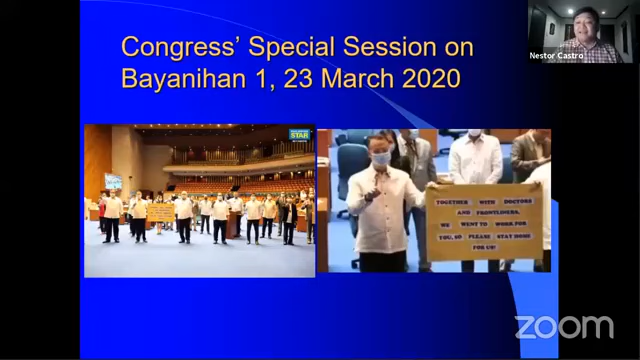 Congress' Special Session on
Bayanihan 1, 23 March 2020
Nestor Castro
STAR
TOGETHER WITH DOCTORS
AND FRONTLINERS,
WE WENT TO WORK FOR
YOU, SO PLEASE STAY HOME
FOR US!
zoom